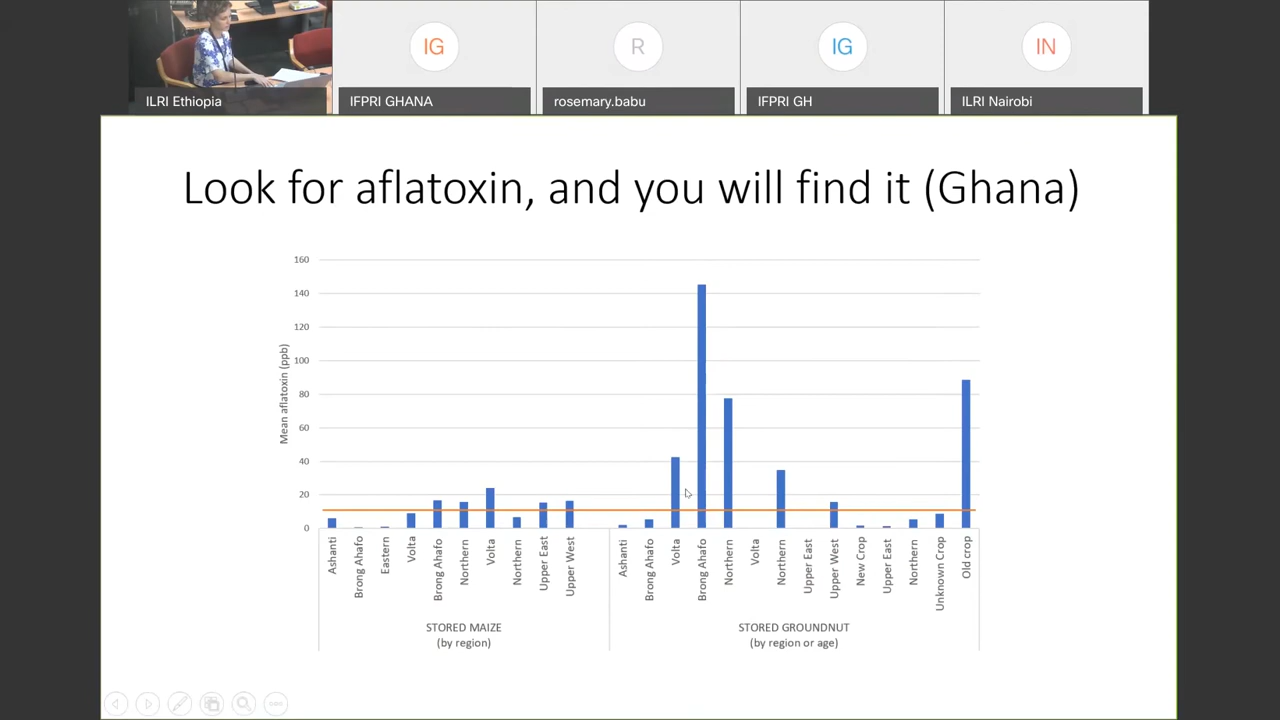 IG
R
IG
IN
ILRI Ethiopia
IFPRI GHANA
rosemary.babu
IFPRI GH
ILRI Nairobi
Look for aflatoxin, and you will find it (Ghana)
160
140
120
100
80
60
40
20
0
Mean aflatoxin (ppb)
Ashanti
Brong Ahafo
Eastern
Volta
Brong Ahafo
Northern
Volta
Northern
Upper East
Upper West
Ashanti
Brong Ahafo
Volta
Brong Ahafo
Northern
Volta
Northern
Upper East
Upper West
New Crop
Upper East
Northern
Unknown Crop
Old crop
STORED MAIZE
(by region)
STORED GROUNDNUT
(by region or age)